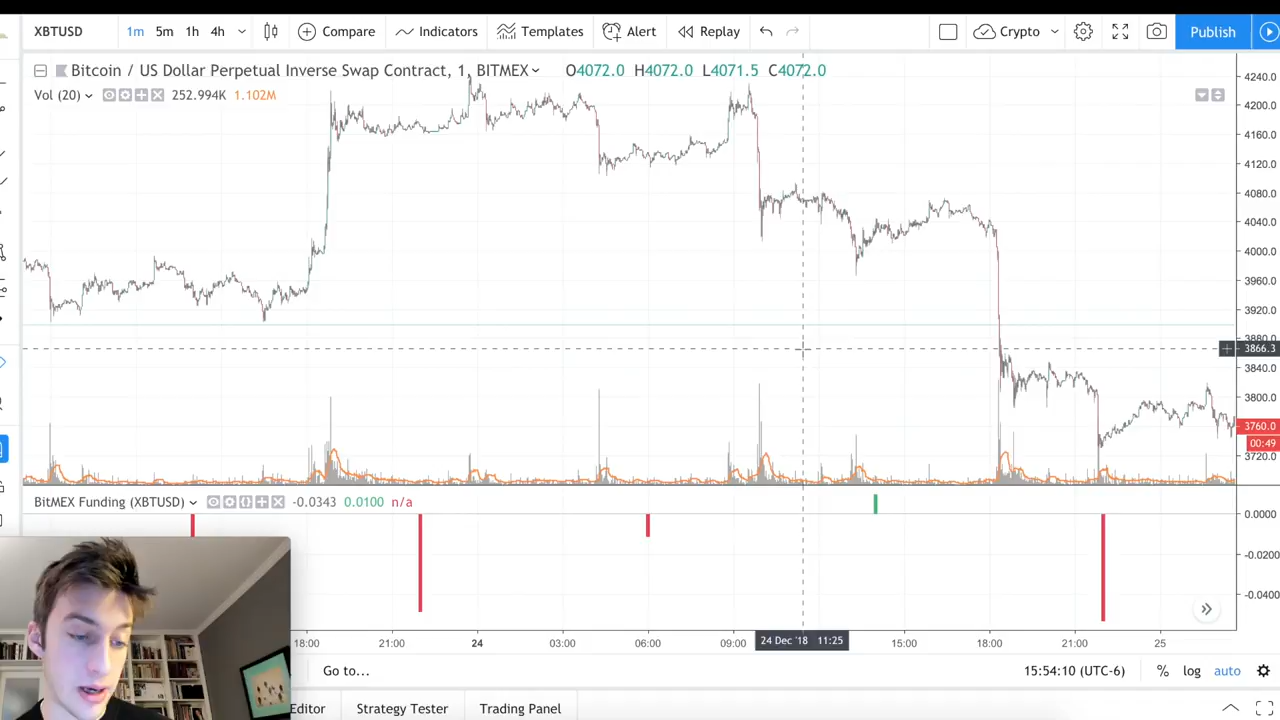 XBTUSD 1m 5m 1h 4h Compare Indicators Templates Alert Replay Crypto Publish
Bitcoin / US Dollar Perpetual Inverse Swap Contract, 1, BITMEX O4072.0 H4072.0 L4071.5 C4072.0
Vol (20) 252.994K 1.102M
4240.0
4200.0
4160.0
4120.0
4080.0
4040.0
4000.0
3960.0
3920.0
3880.0
3866.3
3840.0
3800.0
3760.0
00:49
3720.0
BitMEX Funding (XBTUSD) -0.0343 0.0100 n/a
0.0000
-0.0200
-0.0400
18:00 21:00 24 03:00 06:00 09:00 24 Dec '18 11:25 15:00 18:00 21:00 25
Go to... 15:54:10 (UTC-6) % log auto
Editor Strategy Tester Trading Panel